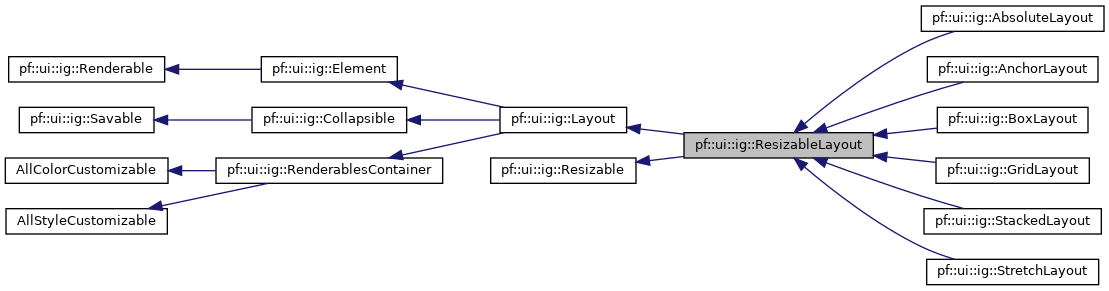 pf::ui::ig::AbsoluteLayout
pf::ui::ig::Renderable
pf::ui::ig::Element
pf::ui::ig::AnchorLayout
pf::ui::ig::Savable
pf::ui::ig::Collapsible
pf::ui::ig::Layout
pf::ui::ig::BoxLayout
pf::ui::ig::ResizableLayout
AllColorCustomizable
pf::ui::ig::RenderablesContainer
pf::ui::ig::Resizable
pf::ui::ig::GridLayout
AllStyleCustomizable
pf::ui::ig::StackedLayout
pf::ui::ig::StretchLayout